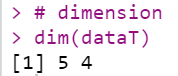 > # dimension
> dim(dataT)
[1] 5 4